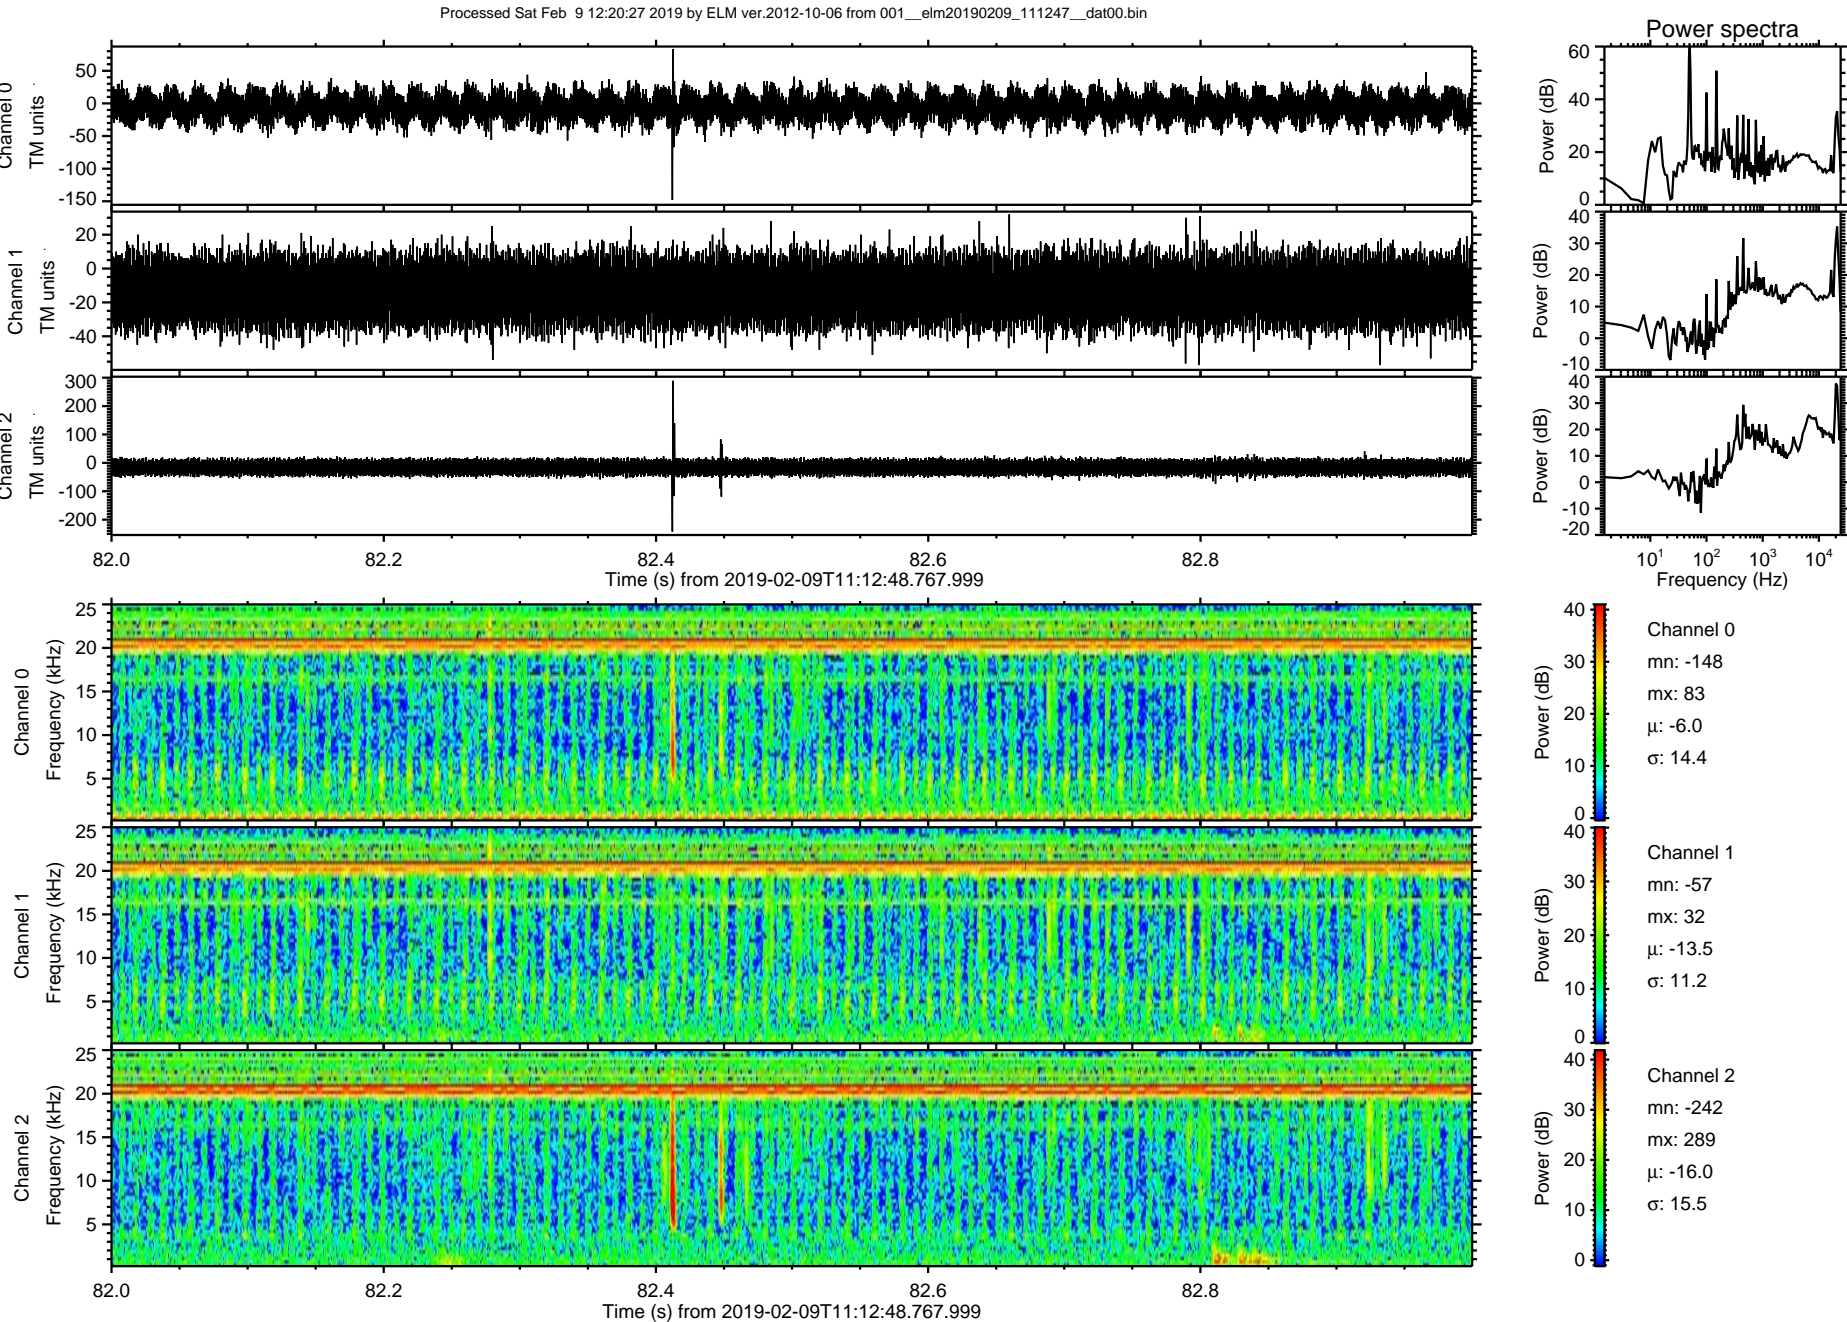 Processed Sat Feb  9 12:20:27 2019 by ELM ver.2012-10-06 from 001__elm20190209_111247__dat00.bin
Power spectra
Channel 0
TM units
50
0
-50
-100
-150
Power (dB)
60
40
20
0
Channel 1
TM units
20
0
-20
-40
Power (dB)
40
30
20
10
0
-10
Channel 2
TM units
300
200
100
0
-100
-200
Power (dB)
40
30
20
10
0
-10
-20
82.0 82.2 82.4 82.6 82.8
Time (s) from 2019-02-09T11:12:48.767.999
10^1 10^2 10^3 10^4
Frequency (Hz)
Channel 0
Frequency (kHz)
25
20
15
10
5
Power (dB)
40
30
20
10
0
Channel 0
mn: -148
mx: 83
μ: -6.0
σ: 14.4
Channel 1
Frequency (kHz)
25
20
15
10
5
Power (dB)
40
30
20
10
0
Channel 1
mn: -57
mx: 32
μ: -13.5
σ: 11.2
Channel 2
Frequency (kHz)
25
20
15
10
5
Power (dB)
40
30
20
10
0
Channel 2
mn: -242
mx: 289
μ: -16.0
σ: 15.5
82.0 82.2 82.4 82.6 82.8
Time (s) from 2019-02-09T11:12:48.767.999